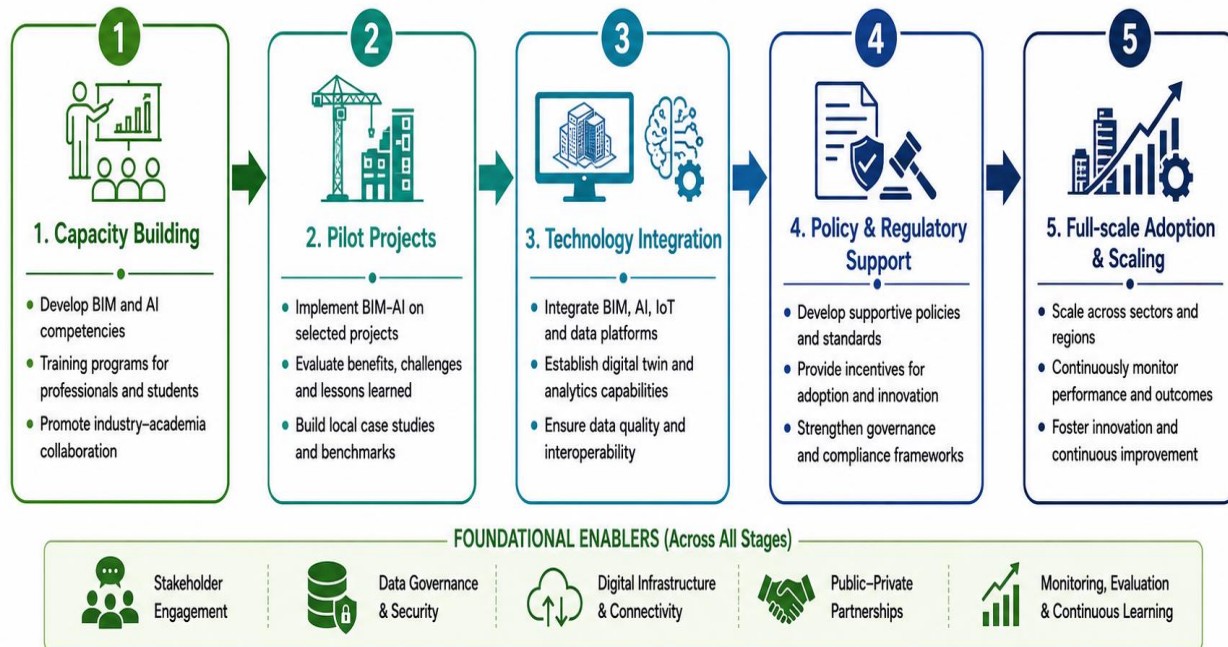 1
1. Capacity Building
• Develop BIM and AI
competencies
• Training programs for
professionals and students
• Promote industry–academia
collaboration
2
2. Pilot Projects
• Implement BIM–AI on
selected projects
• Evaluate benefits, challenges
and lessons learned
• Build local case studies
and benchmarks
3
3. Technology Integration
• Integrate BIM, AI, IoT
and data platforms
• Establish digital twin and
analytics capabilities
• Ensure data quality and
interoperability
4
4. Policy & Regulatory
Support
• Develop supportive policies
and standards
• Provide incentives for
adoption and innovation
• Strengthen governance
and compliance frameworks
5
5. Full-scale Adoption
& Scaling
• Scale across sectors and
regions
• Continuously monitor
performance and outcomes
• Foster innovation and
continuous improvement
FOUNDATIONAL ENABLERS (Across All Stages)
Stakeholder
Engagement
Data Governance
& Security
Digital Infrastructure
& Connectivity
Public–Private
Partnerships
Monitoring, Evaluation
& Continuous Learning